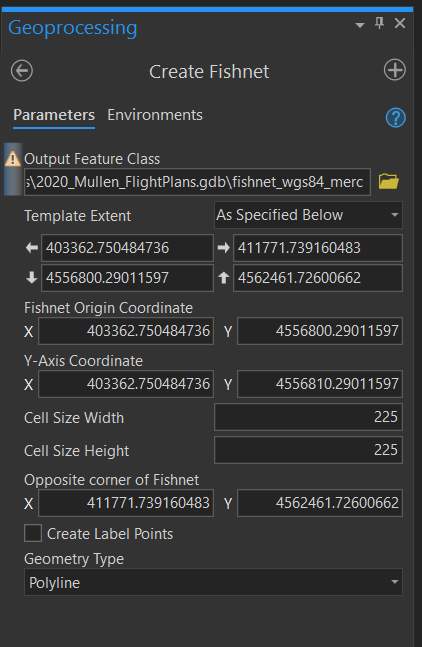 Geoprocessing
Create Fishnet
Parameters Environments
Output Feature Class
s\2020_Mullen_FlightPlans.gdb\fishnet_wgs84_merc
Template Extent As Specified Below
403362.750484736 411771.739160483
4556800.29011597 4562461.72600662
Fishnet Origin Coordinate
X 403362.750484736 Y 4556800.29011597
Y-Axis Coordinate
X 403362.750484736 Y 4556810.29011597
Cell Size Width 225
Cell Size Height 225
Opposite corner of Fishnet
X 411771.739160483 Y 4562461.72600662
Create Label Points
Geometry Type
Polyline